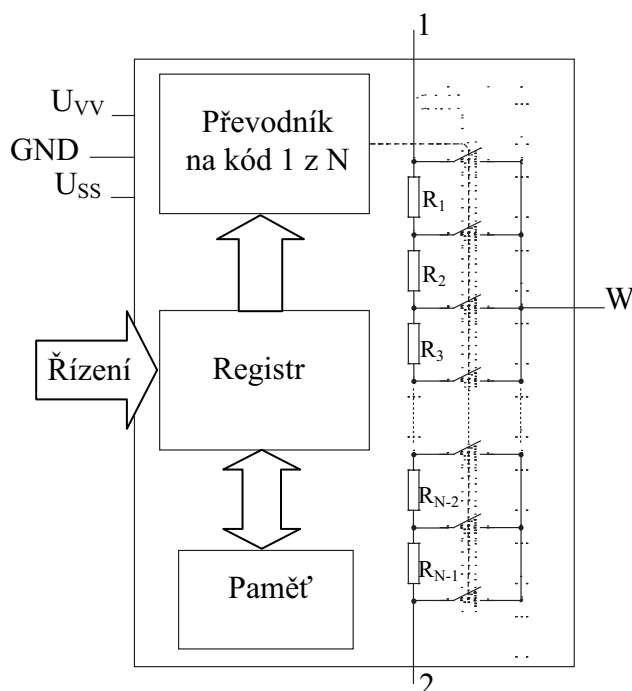 1
U_VV
GND
U_SS
Převodník
na kód 1 z N
R_1
R_2
W
R_3
Řízení
Registr
R_N-2
R_N-1
Paměť
2